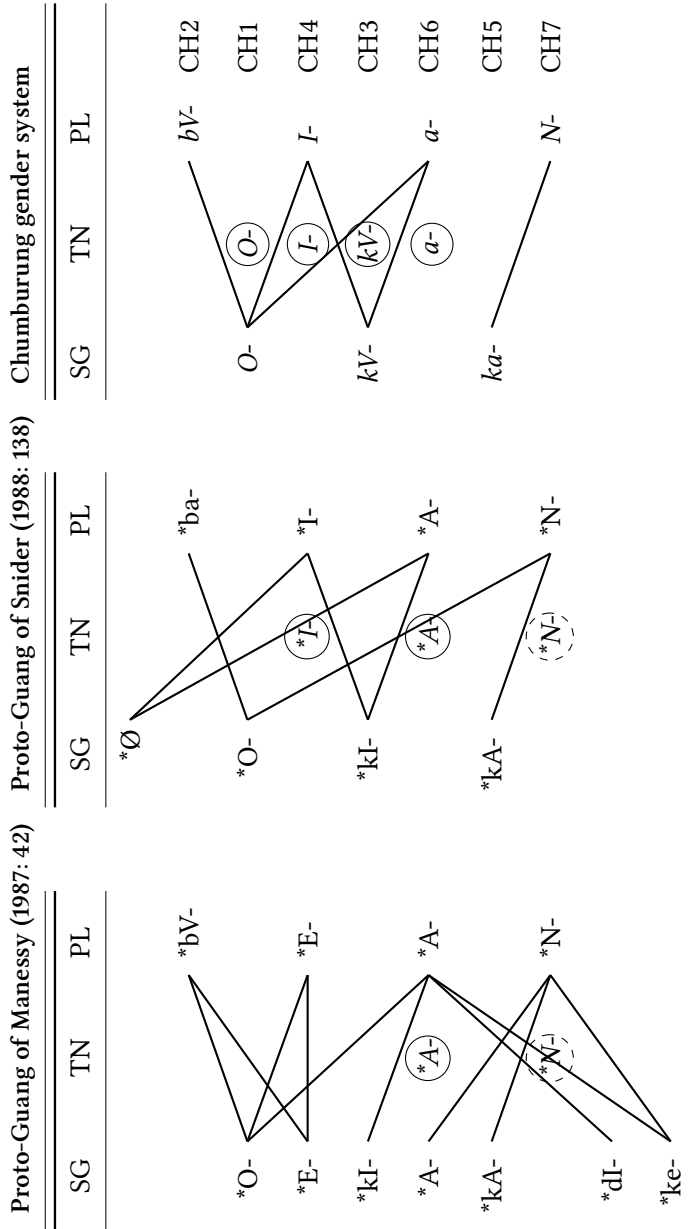 Proto-Guang of Manessy (1987: 42) Proto-Guang of Snider (1988: 138) Chumburung gender system
SG TN PL SG TN PL SG TN PL
*Ø
*bV- *ba- bV- CH2
*O- *O- O- O- CH1
*E- *E- *I- *I- I- I- CH4
*kI- *kI- kV- kV- CH3
*A- *A- *A- *A- *A- a- a- CH6
*kA- *kA- ka- CH5
*N- *N- *N- *N- N- CH7
*dI-
*ke-